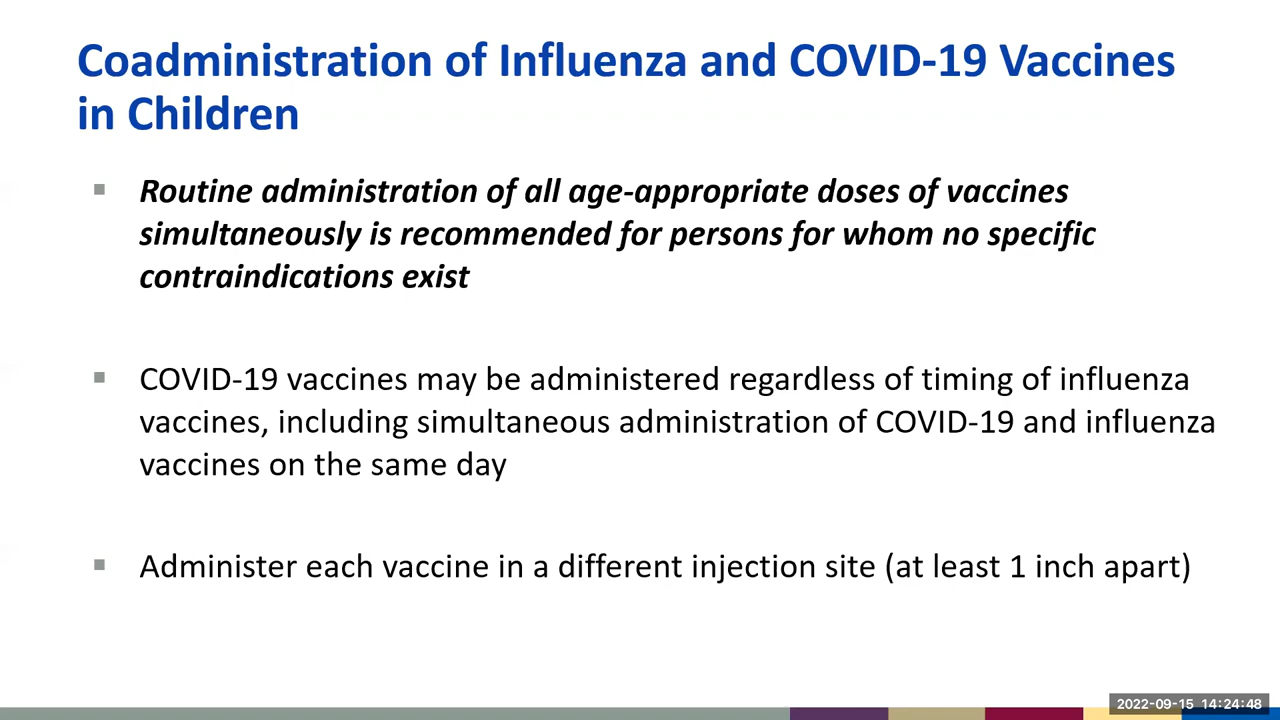 Coadministration of Influenza and COVID-19 Vaccines
in Children
▪ Routine administration of all age-appropriate doses of vaccines
simultaneously is recommended for persons for whom no specific
contraindications exist
▪ COVID-19 vaccines may be administered regardless of timing of influenza
vaccines, including simultaneous administration of COVID-19 and influenza
vaccines on the same day
▪ Administer each vaccine in a different injection site (at least 1 inch apart)
2022-09-15 14:24:48